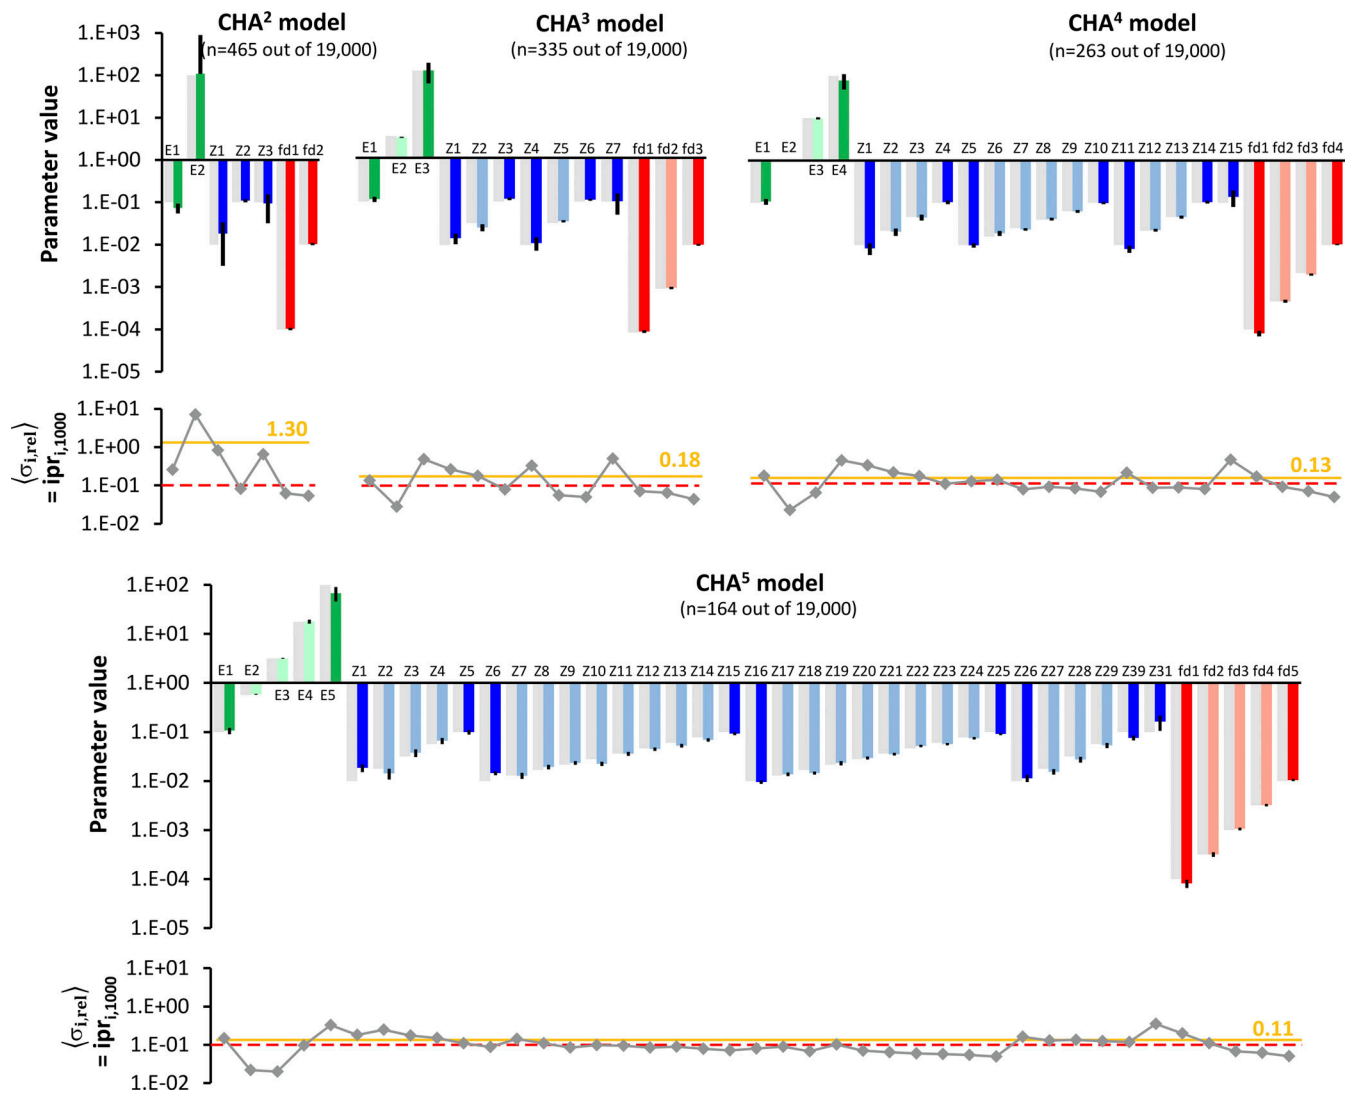 CHA² model
(n=465 out of 19,000)
CHA³ model
(n=335 out of 19,000)
CHA⁴ model
(n=263 out of 19,000)
Parameter value
1.E+03
1.E+02
1.E+01
1.E+00
1.E-01
1.E-02
1.E-03
1.E-04
1.E-05
E1 E2 Z1 Z2 Z3 fd1 fd2
E1 E2 E3 Z1 Z2 Z3 Z4 Z5 Z6 Z7 fd1 fd2 fd3
E1 E2 E3 E4 Z1 Z2 Z3 Z4 Z5 Z6 Z7 Z8 Z9 Z10 Z11 Z12 Z13 Z14 Z15 fd1 fd2 fd3 fd4
⟨σi,rel⟩
= ipri,1000
1.E+01
1.E+00
1.E-01
1.E-02
1.30
0.18
0.13
CHA⁵ model
(n=164 out of 19,000)
Parameter value
1.E+02
1.E+01
1.E+00
1.E-01
1.E-02
1.E-03
1.E-04
1.E-05
E1 E2 E3 E4 E5 Z1 Z2 Z3 Z4 Z5 Z6 Z7 Z8 Z9 Z10 Z11 Z12 Z13 Z14 Z15 Z16 Z17 Z18 Z19 Z20 Z21 Z22 Z23 Z24 Z25 Z26 Z27 Z28 Z29 Z39 Z31 fd1 fd2 fd3 fd4 fd5
⟨σi,rel⟩
= ipri,1000
1.E+01
1.E+00
1.E-01
1.E-02
0.11